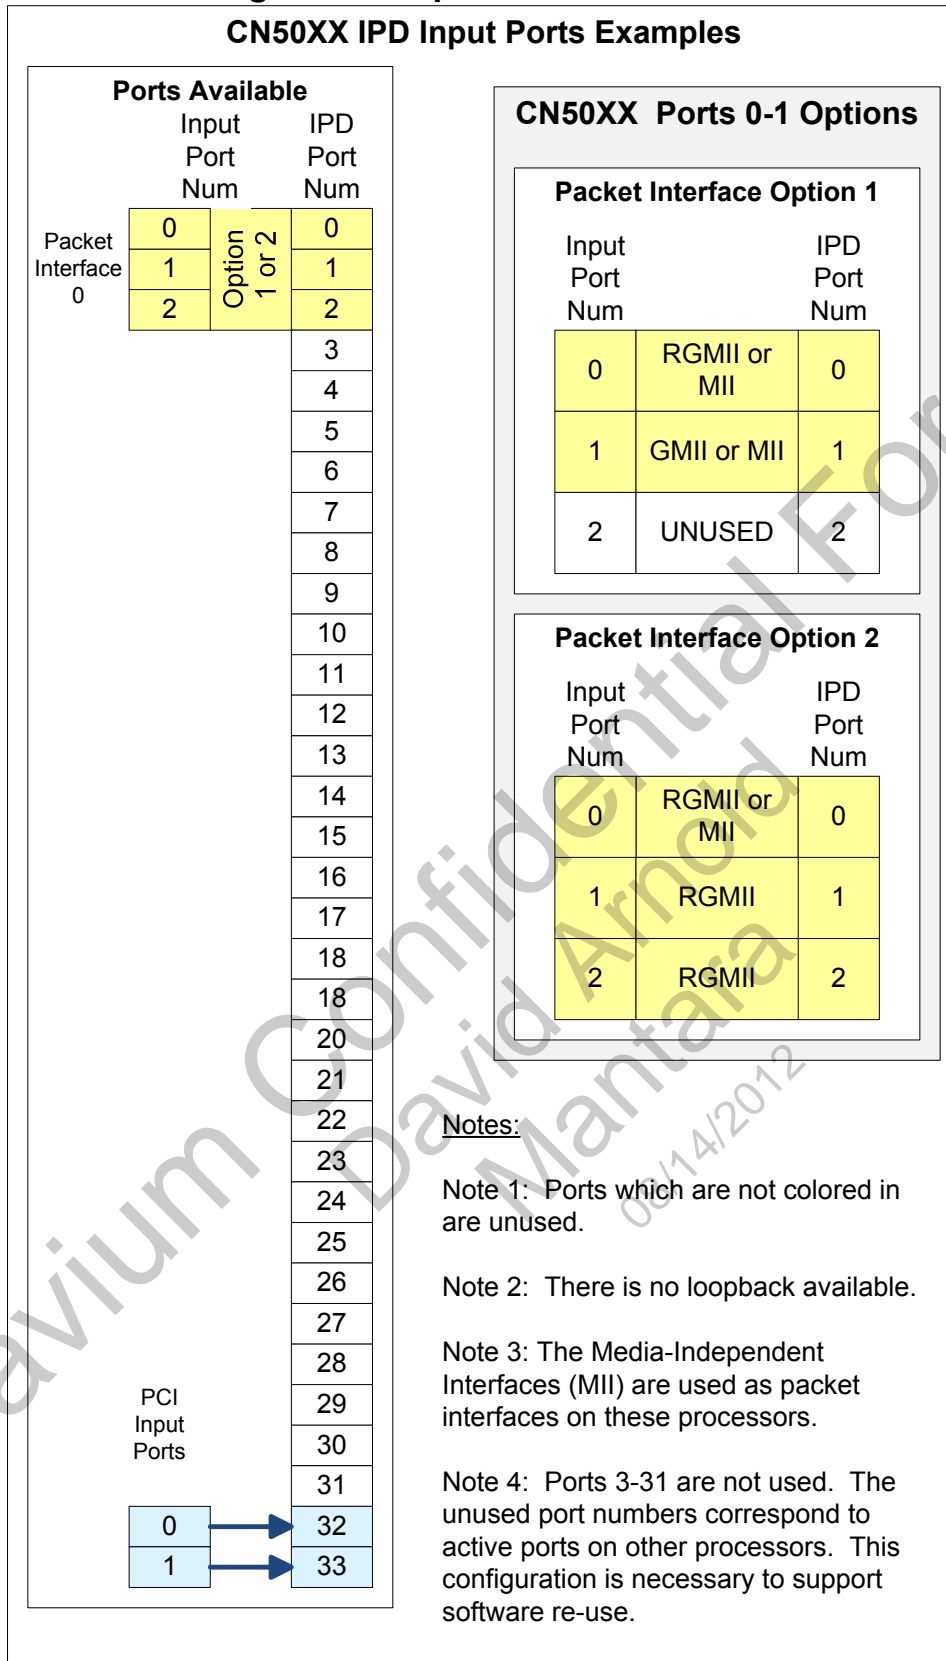 CN50XX IPD Input Ports Examples
Ports Available
Input Port Num
IPD Port Num
Packet Interface 0
0 Option 1 or 2 0
1 1
2 2
3
4
5
6
7
8
9
10
11
12
13
14
15
16
17
18
18
20
21
22
23
24
25
26
27
28
29
30
31
PCI Input Ports
0 32
1 33
CN50XX Ports 0-1 Options
Packet Interface Option 1
Input Port Num
IPD Port Num
0 RGMII or MII 0
1 GMII or MII 1
2 UNUSED 2
Packet Interface Option 2
Input Port Num
IPD Port Num
0 RGMII or MII 0
1 RGMII 1
2 RGMII 2
Notes:
Note 1: Ports which are not colored in
are unused.
Note 2: There is no loopback available.
Note 3: The Media-Independent
Interfaces (MII) are used as packet
interfaces on these processors.
Note 4: Ports 3-31 are not used. The
unused port numbers correspond to
active ports on other processors. This
configuration is necessary to support
software re-use.
avium Confidential For
David Arnold
Mantara
08/14/2012